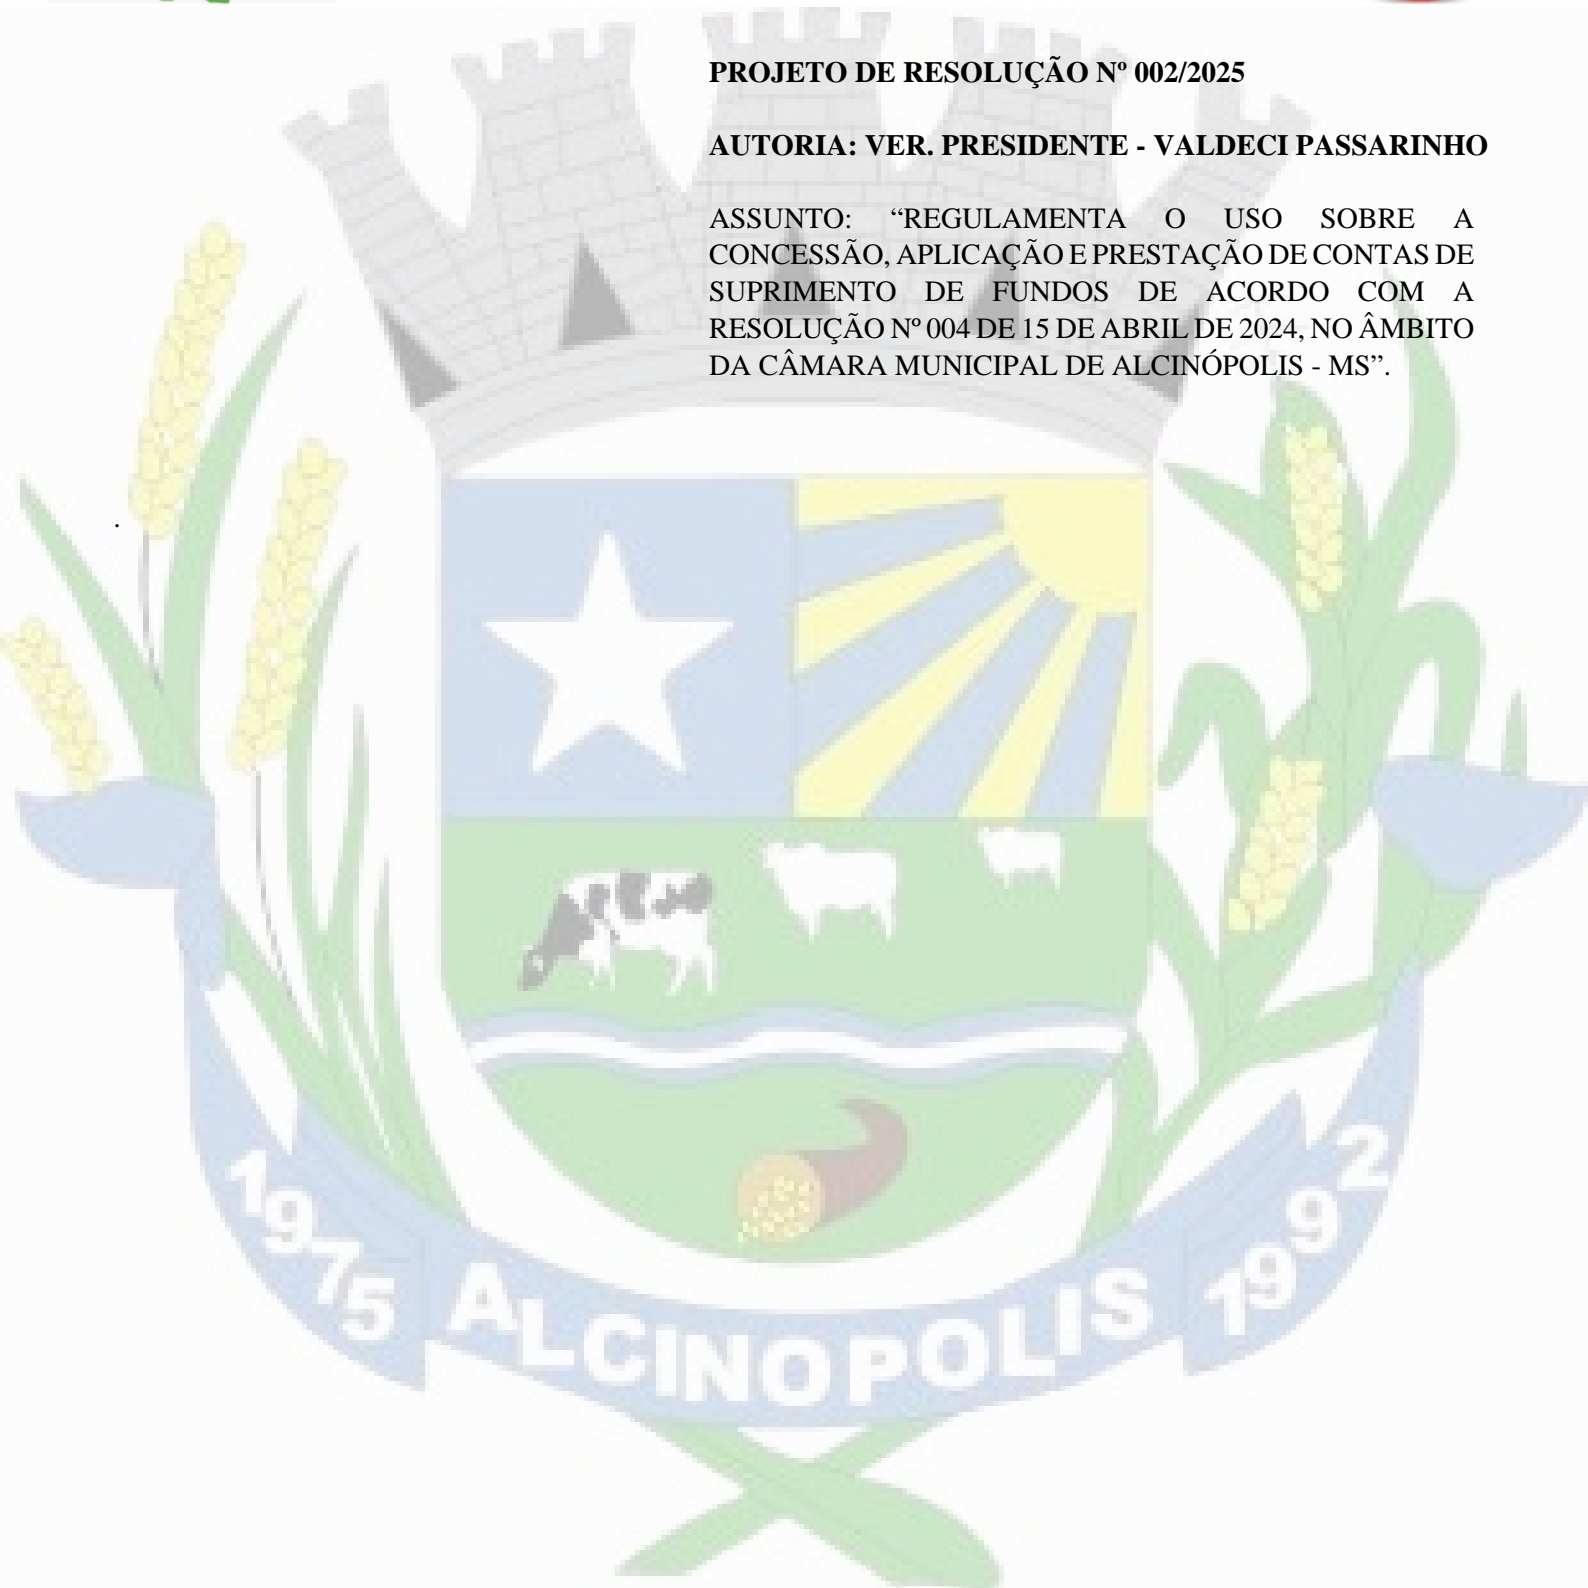 PROJETO DE RESOLUÇÃO Nº 002/2025
AUTORIA: VER. PRESIDENTE - VALDECI PASSARINHO
ASSUNTO: “REGULAMENTA O USO SOBRE A
CONCESSÃO, APLICAÇÃO E PRESTAÇÃO DE CONTAS DE
SUPRIMENTO DE FUNDOS DE ACORDO COM A
RESOLUÇÃO Nº 004 DE 15 DE ABRIL DE 2024, NO ÂMBITO
DA CÂMARA MUNICIPAL DE ALCINÓPOLIS - MS”.
.
1975 ALCINOPOLIS 1992